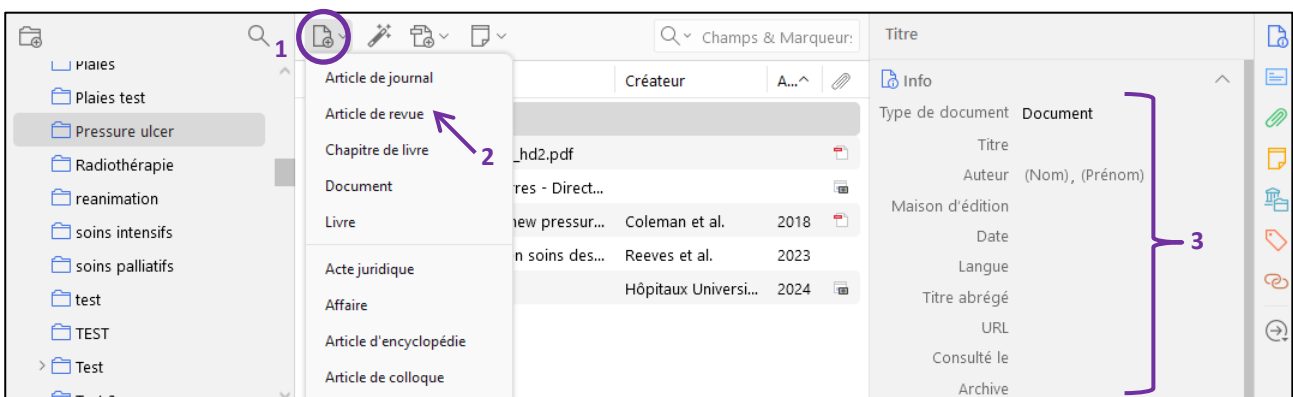 1
Champs & Marqueurs
Plaies
Plaies test
Pressure ulcer
Radiothérapie
reanimation
soins intensifs
soins palliatifs
test
TEST
Test
Article de journal
Article de revue
2
Chapitre de livre
Document
Livre
Acte juridique
Affaire
Article d'encyclopédie
Article de colloque
Créateur A...
_hd2.pdf
res - Direct...
new pressur... Coleman et al. 2018
n soins des... Reeves et al. 2023
Hôpitaux Universi... 2024
Titre
Info
Type de document Document
Titre
Auteur (Nom), (Prénom)
Maison d'édition
Date
3
Langue
Titre abrégé
URL
Consulté le
Archive